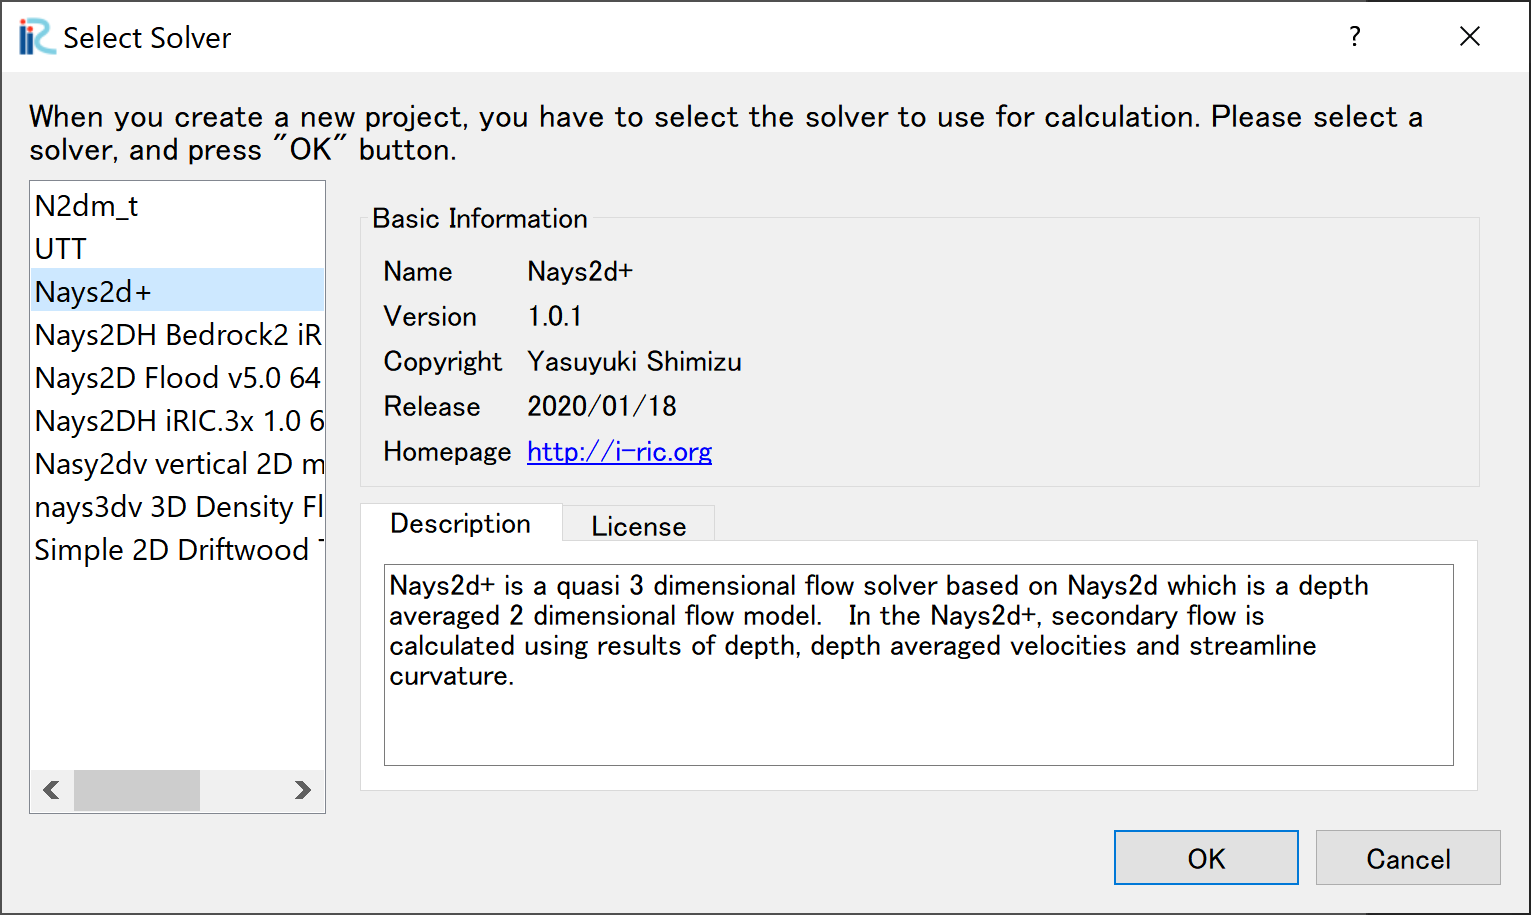 iRC Select Solver
?
When you create a new project, you have to select the solver to use for calculation. Please select a
solver, and press "OK" button.
N2dm_t
UTT
Nays2d+
Nays2DH Bedrock2 iR
Nays2D Flood v5.0 64
Nays2DH iRIC.3x 1.0 6
Nasy2dv vertical 2D m
nays3dv 3D Density Fl
Simple 2D Driftwood
Basic Information
Name Nays2d+
Version 1.0.1
Copyright Yasuyuki Shimizu
Release 2020/01/18
Homepage http://i-ric.org
Description License
Nays2d+ is a quasi 3 dimensional flow solver based on Nays2d which is a depth
averaged 2 dimensional flow model. In the Nays2d+, secondary flow is
calculated using results of depth, depth averaged velocities and streamline
curvature.
OK Cancel